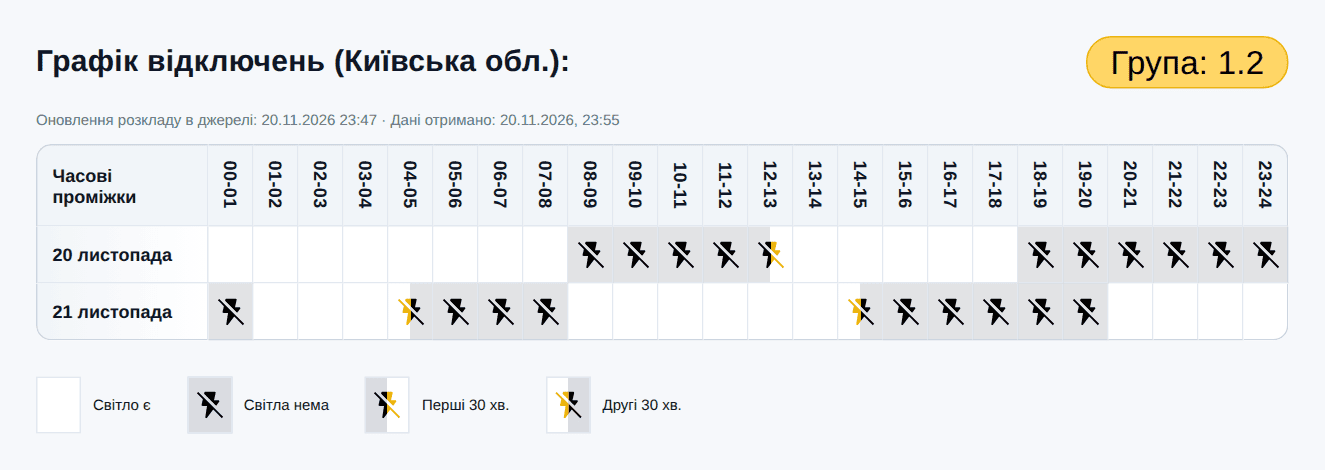 Графік відключень (Київська обл.):
Група: 1.2
Оновлення розкладу в джерелі: 20.11.2026 23:47 · Дані отримано: 20.11.2026, 23:55
Часові
проміжки
00-01
01-02
02-03
03-04
04-05
05-06
06-07
07-08
08-09
09-10
10-11
11-12
12-13
13-14
14-15
15-16
16-17
17-18
18-19
19-20
20-21
21-22
22-23
23-24
20 листопада
21 листопада
Світло є
Світла нема
Перші 30 хв.
Другі 30 хв.